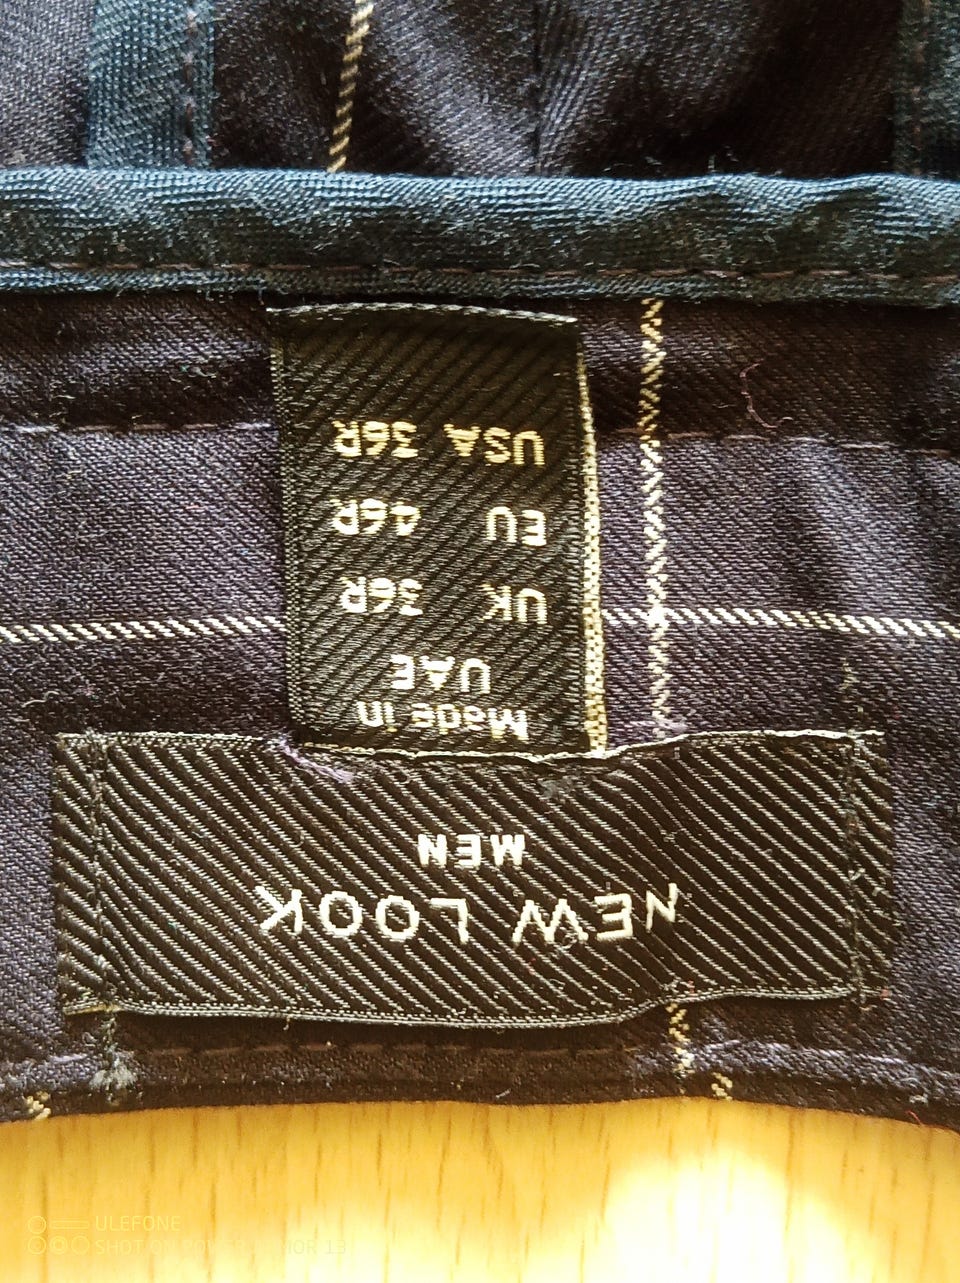 NEW LOOK
MEN
Made in
UAE
UK 36R
EU 46R
USA 36R
ULEFONE
SHOT ON POWER ARMOR 13